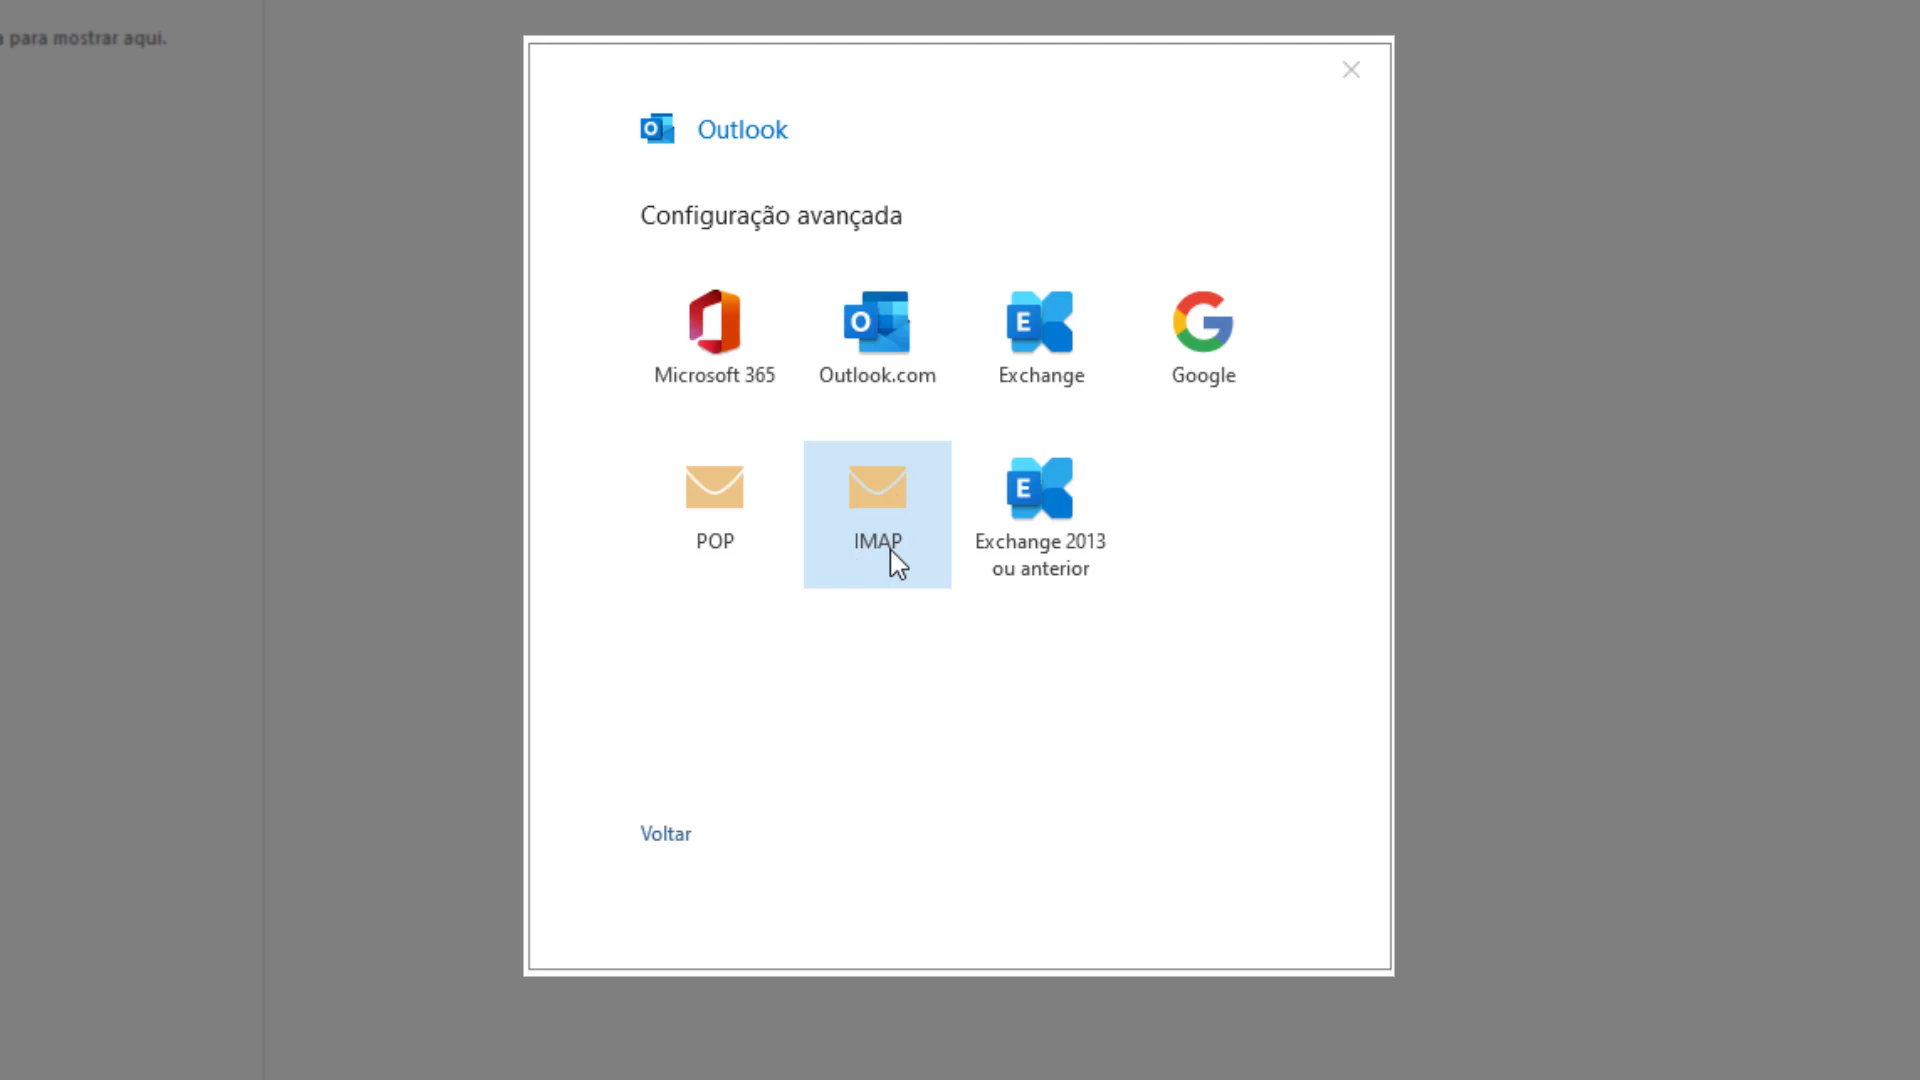 para mostrar aqui.
Outlook
Configuração avançada
Microsoft 365
Outlook.com
Exchange
Google
POP
IMAP
Exchange 2013
ou anterior
Voltar